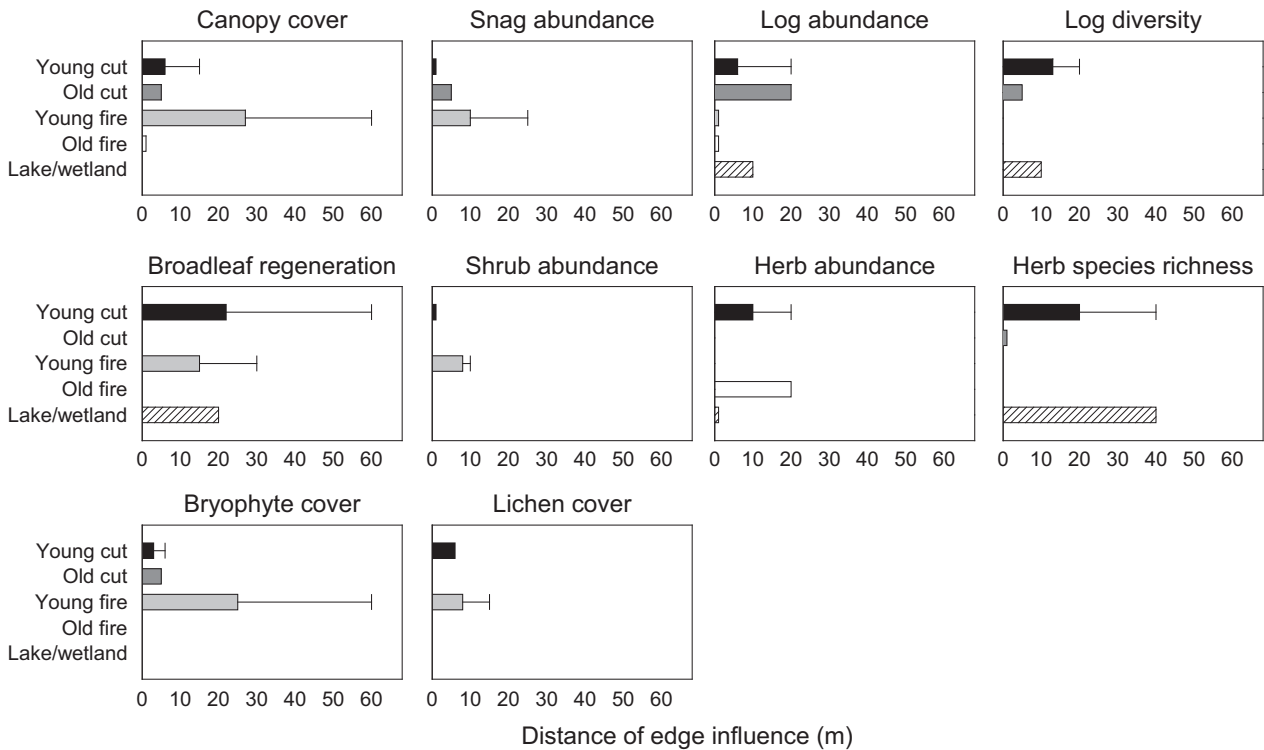 Canopy cover Snag abundance Log abundance Log diversity
Young cut
Old cut
Young fire
Old fire
Lake/wetland
0 10 20 30 40 50 60 0 10 20 30 40 50 60 0 10 20 30 40 50 60 0 10 20 30 40 50 60
Broadleaf regeneration Shrub abundance Herb abundance Herb species richness
Young cut
Old cut
Young fire
Old fire
Lake/wetland
0 10 20 30 40 50 60 0 10 20 30 40 50 60 0 10 20 30 40 50 60 0 10 20 30 40 50 60
Bryophyte cover Lichen cover
Young cut
Old cut
Young fire
Old fire
Lake/wetland
0 10 20 30 40 50 60 0 10 20 30 40 50 60
Distance of edge influence (m)